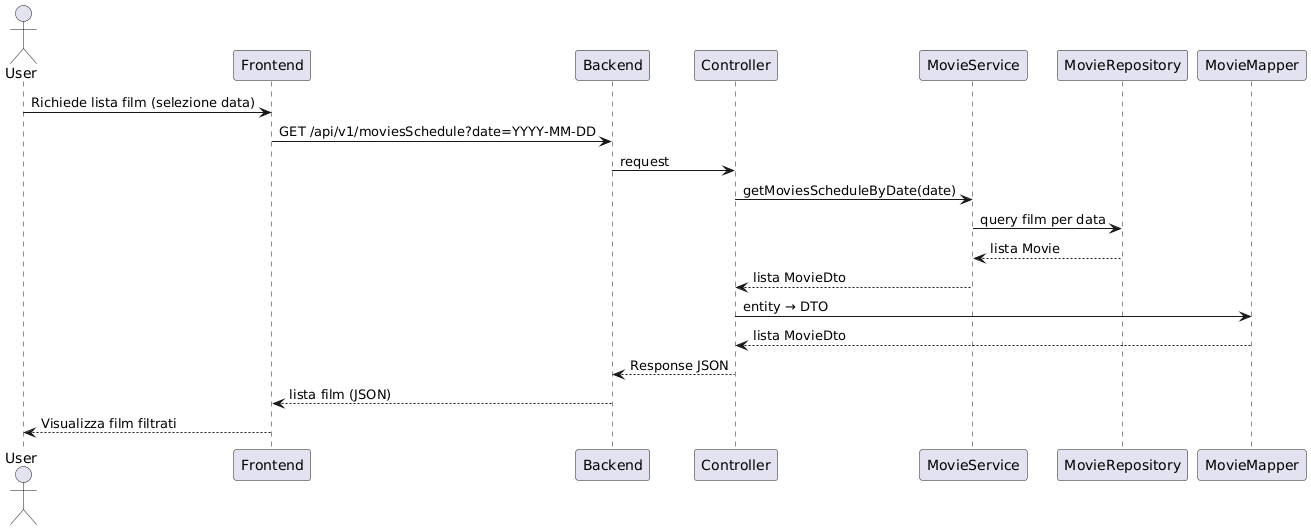 User
Frontend
Backend
Controller
MovieService
MovieRepository
MovieMapper
Richiede lista film (selezione data)
GET /api/v1/moviesSchedule?date=YYYY-MM-DD
request
getMoviesScheduleByDate(date)
query film per data
lista Movie
lista MovieDto
entity → DTO
lista MovieDto
Response JSON
lista film (JSON)
Visualizza film filtrati
User
Frontend
Backend
Controller
MovieService
MovieRepository
MovieMapper